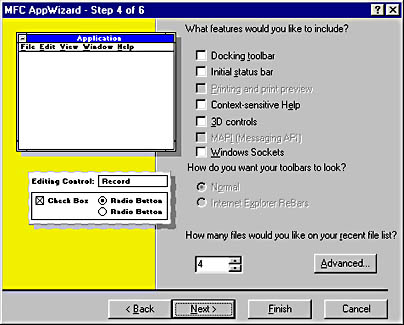 MFC AppWizard - Step 4 of 6
Application
File Edit View Window Help
Editing Control: Record
Check Box Radio Button
Radio Button
What features would you like to include?
Docking toolbar
Initial status bar
Printing and print preview
Context-sensitive Help
3D controls
MAPI (Messaging API)
Windows Sockets
How do you want your toolbars to look?
Normal
Internet Explorer ReBars
How many files would you like on your recent file list?
4 Advanced...
< Back Next > Finish Cancel